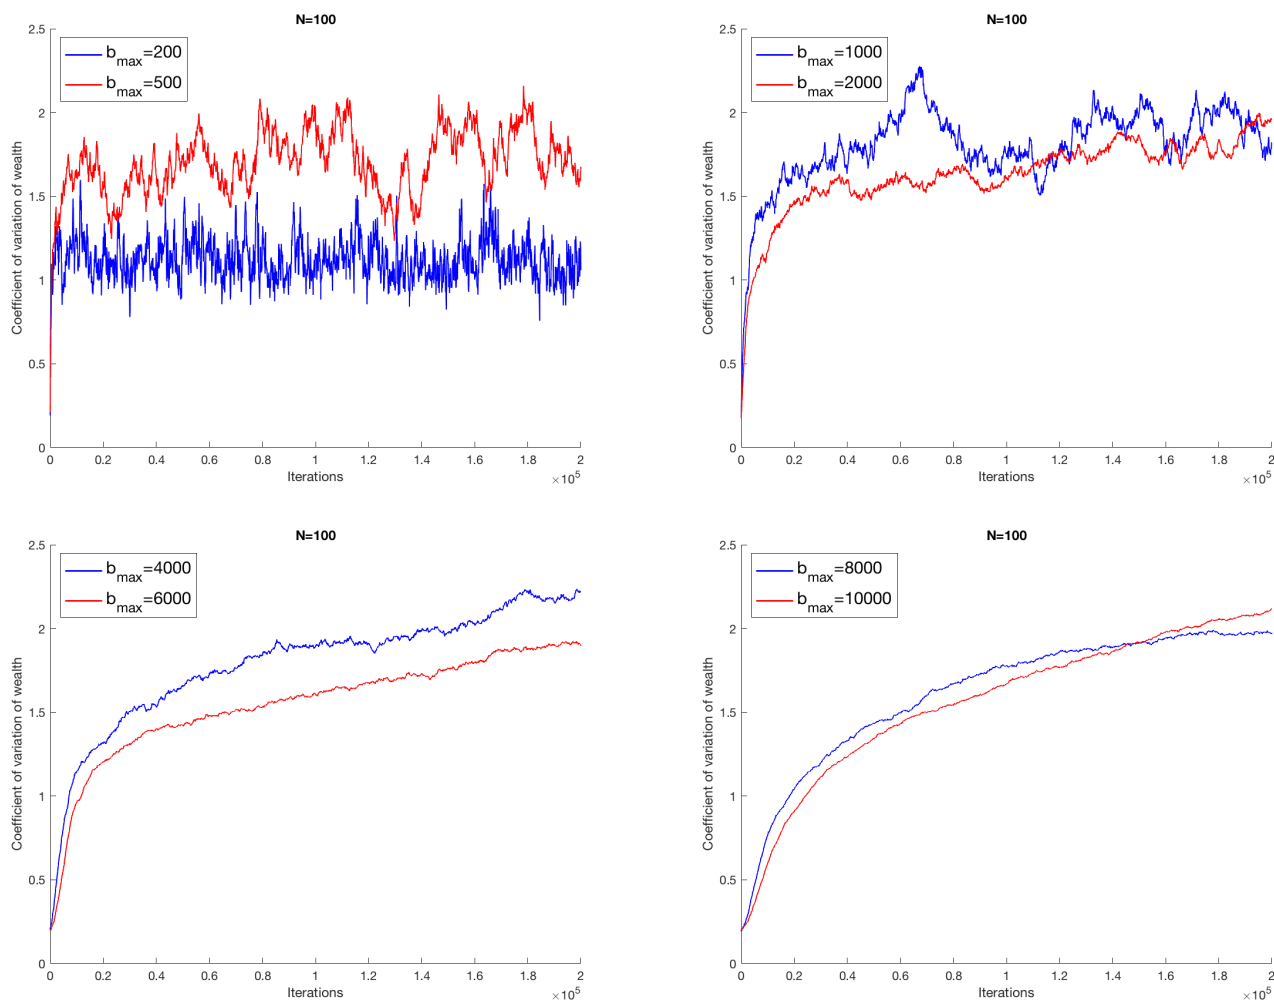 N=100
2.5
b_max=200
b_max=500
2
1.5
1
0.5
0
Coefficient of variation of wealth
0 0.2 0.4 0.6 0.8 1 1.2 1.4 1.6 1.8 2
Iterations
×10^5
N=100
2.5
b_max=1000
b_max=2000
2
1.5
1
0.5
0
Coefficient of variation of wealth
0 0.2 0.4 0.6 0.8 1 1.2 1.4 1.6 1.8 2
Iterations
×10^5
N=100
2.5
b_max=4000
b_max=6000
2
1.5
1
0.5
0
Coefficient of variation of wealth
0 0.2 0.4 0.6 0.8 1 1.2 1.4 1.6 1.8 2
Iterations
×10^5
N=100
2.5
b_max=8000
b_max=10000
2
1.5
1
0.5
0
Coefficient of variation of wealth
0 0.2 0.4 0.6 0.8 1 1.2 1.4 1.6 1.8 2
Iterations
×10^5